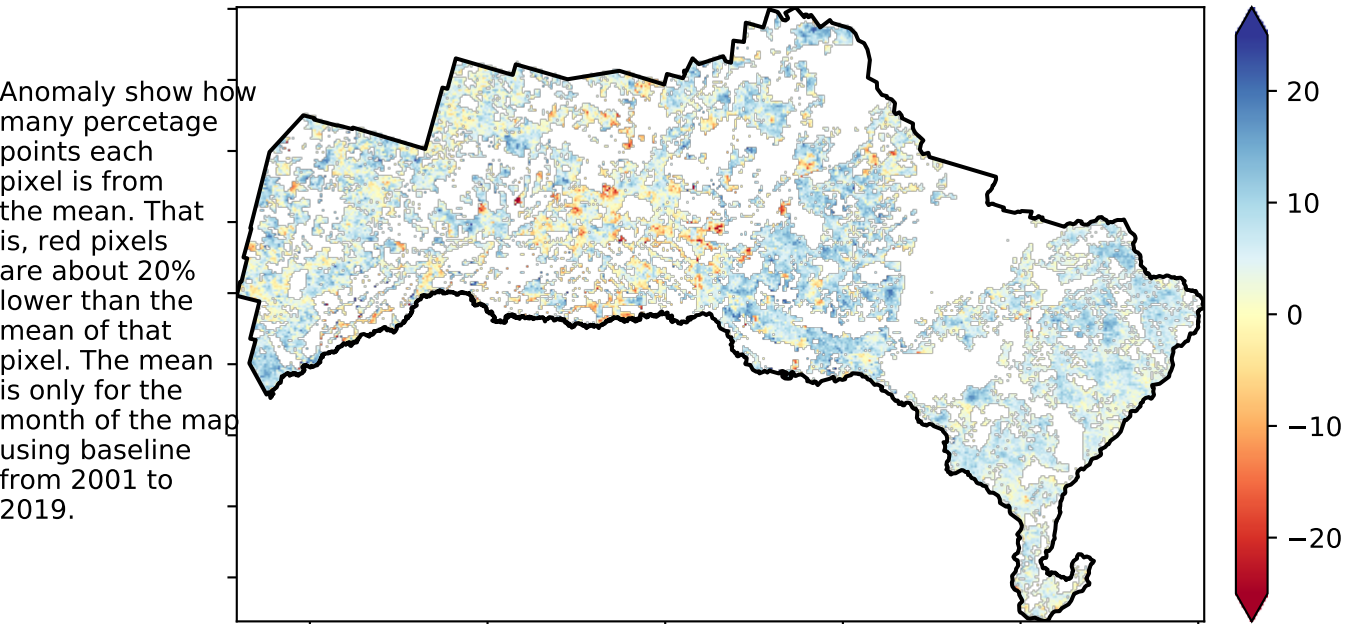 Anomaly show how
many percetage
points each
pixel is from
the mean. That
is, red pixels
are about 20%
lower than the
mean of that
pixel. The mean
is only for the
month of the map
using baseline
from 2001 to
2019.
20
10
0
−10
−20